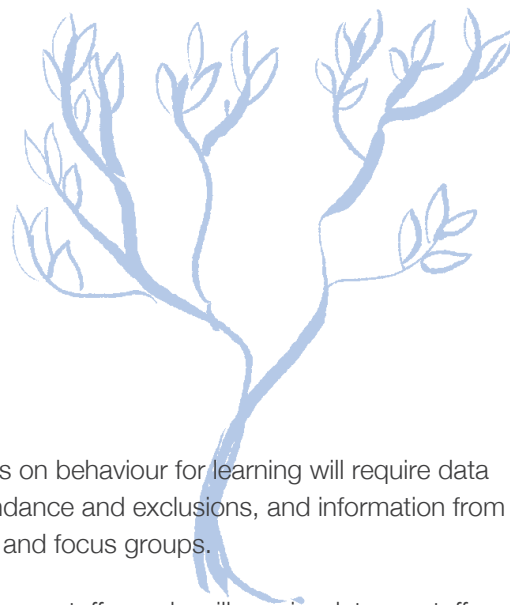 s on behaviour for learning will require data
ndance and exclusions, and information from
and focus groups.